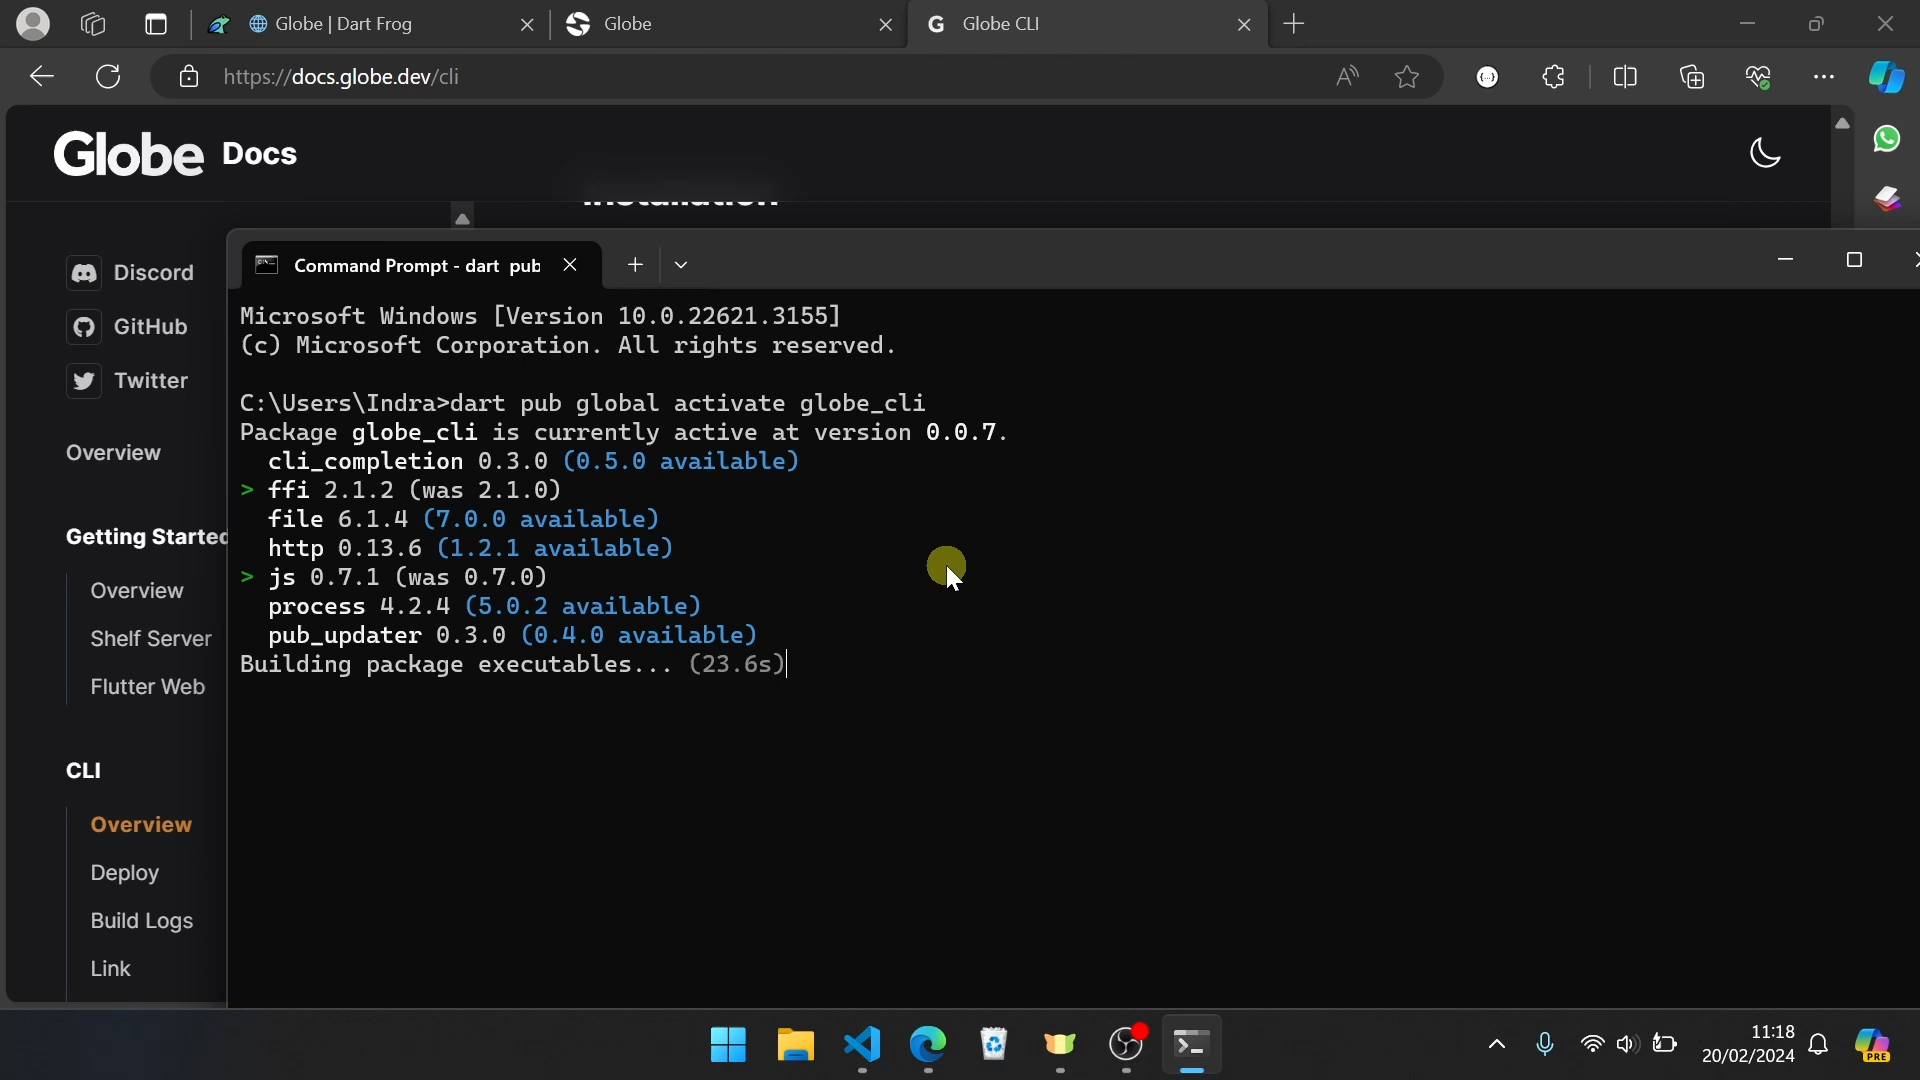 Globe | Dart Frog
Globe
Globe CLI
https://docs.globe.dev/cli
Globe Docs
Installation
Discord
GitHub
Twitter
Overview
Getting Started
Overview
Shelf Server
Flutter Web
CLI
Overview
Deploy
Build Logs
Link
Command Prompt - dart pub
Microsoft Windows [Version 10.0.22621.3155]
(c) Microsoft Corporation. All rights reserved.
C:\Users\Indra>dart pub global activate globe_cli
Package globe_cli is currently active at version 0.0.7.
cli_completion 0.3.0 (0.5.0 available)
> ffi 2.1.2 (was 2.1.0)
file 6.1.4 (7.0.0 available)
http 0.13.6 (1.2.1 available)
> js 0.7.1 (was 0.7.0)
process 4.2.4 (5.0.2 available)
pub_updater 0.3.0 (0.4.0 available)
Building package executables... (23.6s)
11:18
20/02/2024
PRE